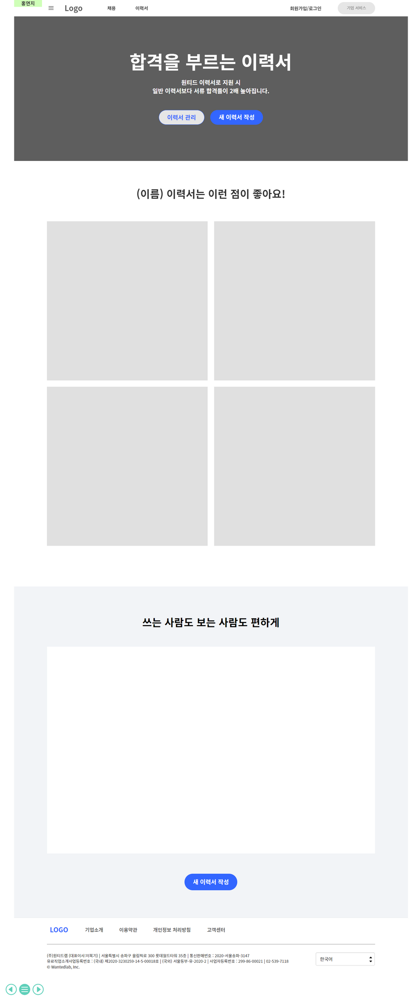 홍연지
Logo 채용 이력서 회원가입/로그인 기업 서비스
합격을 부르는 이력서
원티드 이력서로 지원 시
일반 이력서보다 서류 합격률이 2배 높아집니다.
이력서 관리 새 이력서 작성
(이름) 이력서는 이런 점이 좋아요!
쓰는 사람도 보는 사람도 편하게
새 이력서 작성
LOGO 기업소개 이용약관 개인정보 처리방침 고객센터
(주)원티드랩 (대표이사:이복기) | 서울특별시 송파구 올림픽로 300 롯데월드타워 35층 | 통신판매번호 : 2020-서울송파-3147
유료직업소개사업등록번호 : (국내) 제2020-3230259-14-5-00018호 | (국외) 서울동부-유-2020-2 | 사업자등록번호 : 299-86-00021 | 02-539-7118
© Wantedlab, Inc.
한국어